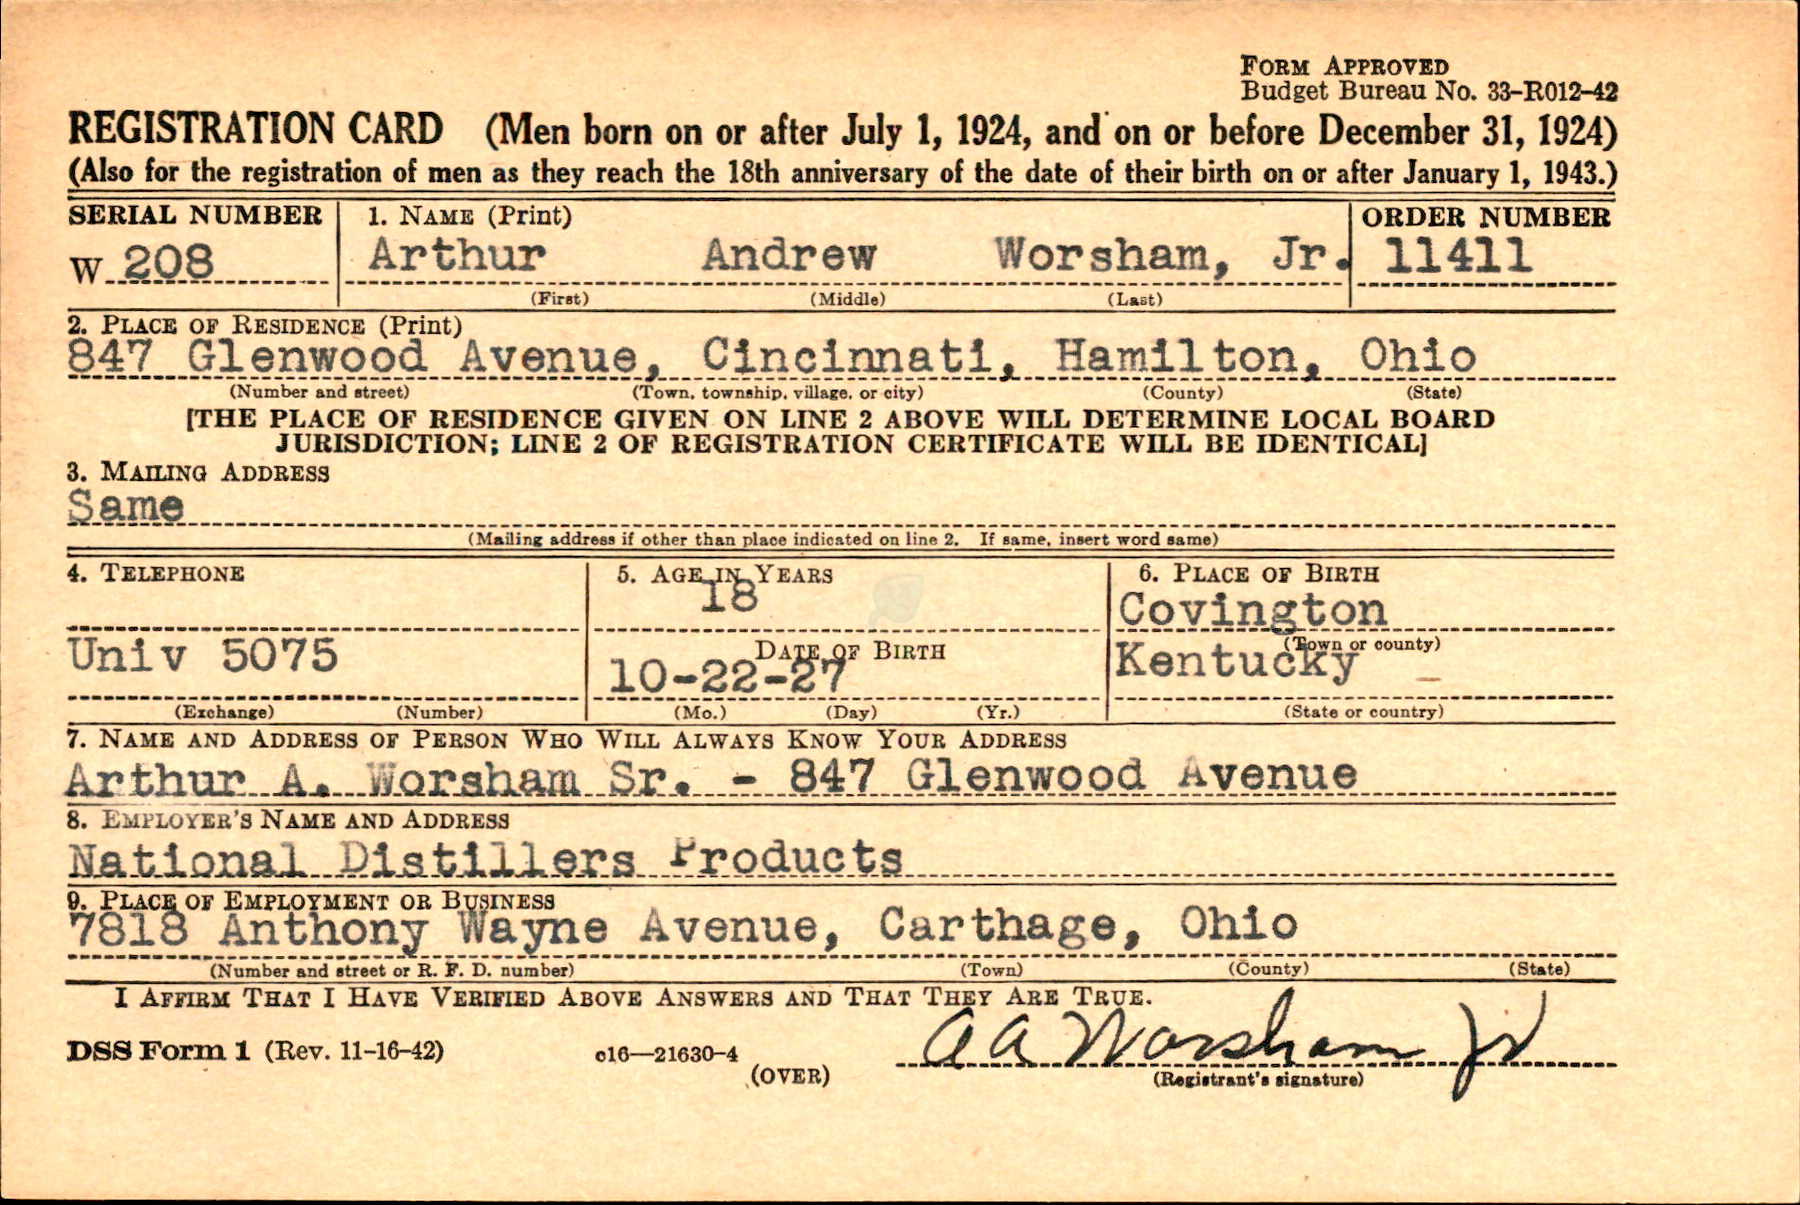 FORM APPROVED
Budget Bureau No. 33-R012-42
REGISTRATION CARD (Men born on or after July 1, 1924, and on or before December 31, 1924)
(Also for the registration of men as they reach the 18th anniversary of the date of their birth on or after January 1, 1943.)
SERIAL NUMBER 1. NAME (Print) ORDER NUMBER
W 208 Arthur Andrew Worsham, Jr. 11411
(First) (Middle) (Last)
2. PLACE OF RESIDENCE (Print)
847 Glenwood Avenue, Cincinnati, Hamilton, Ohio
(Number and street) (Town, township, village, or city) (County) (State)
[THE PLACE OF RESIDENCE GIVEN ON LINE 2 ABOVE WILL DETERMINE LOCAL BOARD
JURISDICTION; LINE 2 OF REGISTRATION CERTIFICATE WILL BE IDENTICAL]
3. MAILING ADDRESS
Same
(Mailing address if other than place indicated on line 2. If same, insert word same)
4. TELEPHONE 5. AGE IN YEARS 6. PLACE OF BIRTH
18 Covington
(Town or county)
Univ 5075 DATE OF BIRTH Kentucky
10-22-27
(Exchange) (Number) (Mo.) (Day) (Yr.) (State or country)
7. NAME AND ADDRESS OF PERSON WHO WILL ALWAYS KNOW YOUR ADDRESS
Arthur A. Worsham Sr. - 847 Glenwood Avenue
8. EMPLOYER'S NAME AND ADDRESS
National Distillers Products
9. PLACE OF EMPLOYMENT OR BUSINESS
7818 Anthony Wayne Avenue, Carthage, Ohio
(Number and street or R. F. D. number) (Town) (County) (State)
I AFFIRM THAT I HAVE VERIFIED ABOVE ANSWERS AND THAT THEY ARE TRUE.
A A Worsham Jr
DSS Form 1 (Rev. 11-16-42) c16—21630-4
(OVER) (Registrant's signature)